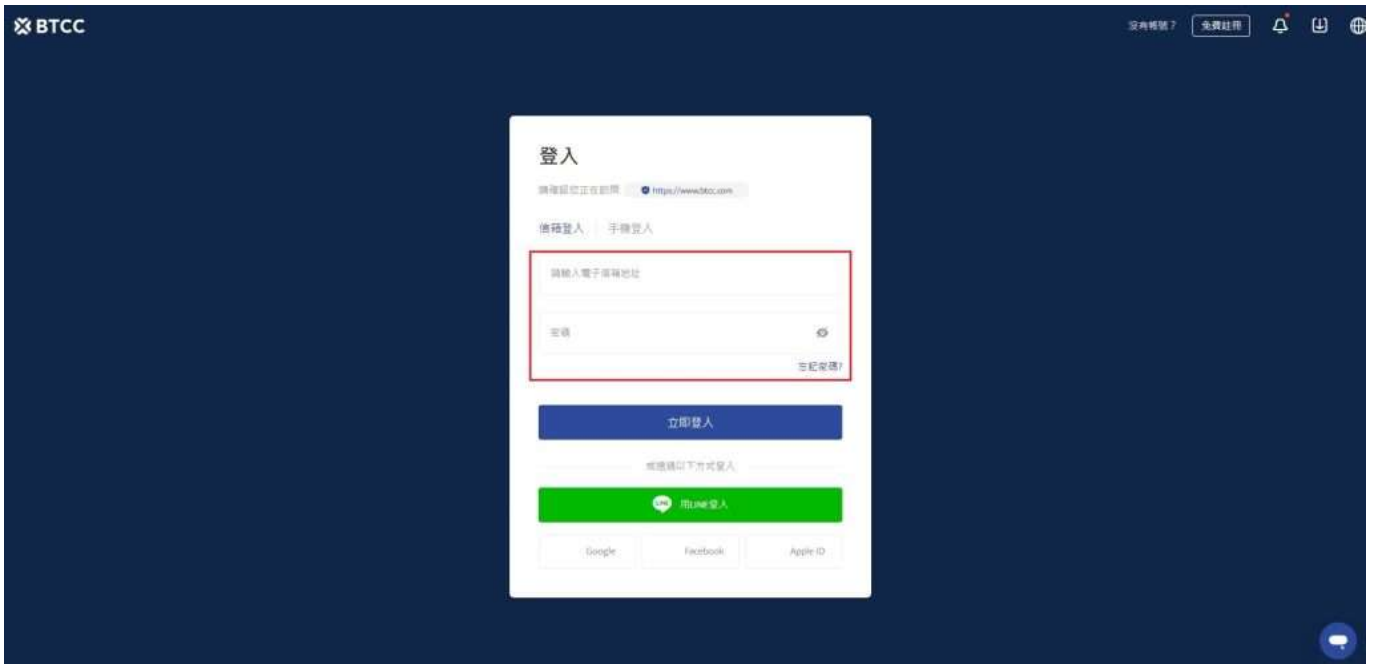 BTCC
沒有帳號？ 免費註冊
登入
請確認您正在訪問 https://www.btcc.com
信箱登入 手機登入
請輸入電子信箱地址
密碼
忘記密碼?
立即登入
或透過以下方式登入
LINE 用LINE登入
Google Facebook Apple ID